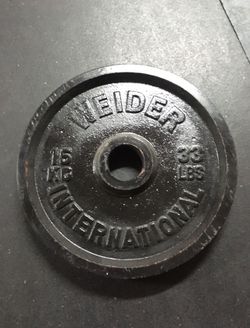 WEIDER
15 KG
33 LBS
INTERNATIONAL